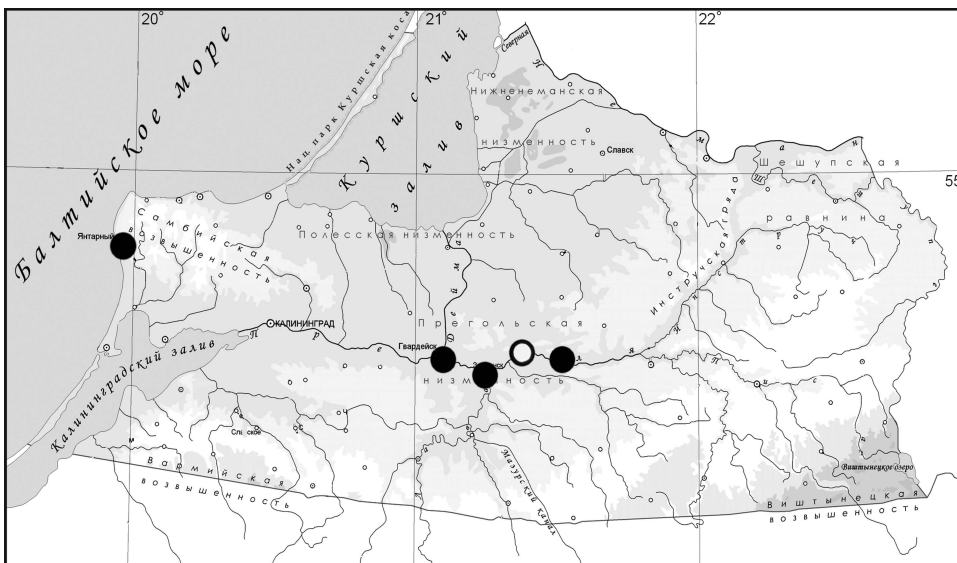 20°
21°
22°
55
Балтийское море
Нац. парк Куршская коса
Куршский
залив
Северная
Нижненеманская
низменность
Славск
Шешупская
равнина
Инстручская гряда
Янтарный
Самбийская
возвышенность
Полесская низменность
Дейма
КАЛИНИНГРАД
Калининградский залив
Гвардейск
Прегольская
низменность
Мазурский канал
Вармийская
возвышенность
Виштынецкое озеро
Виштынецкая
возвышенность